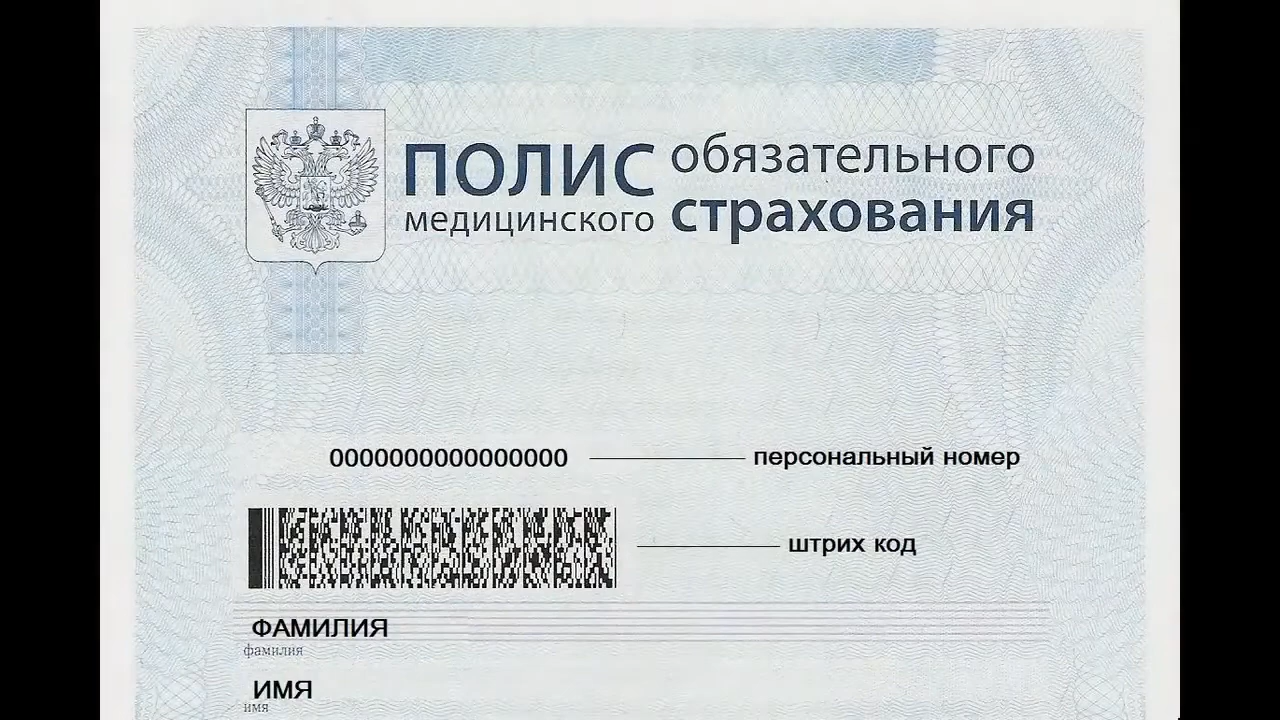 ПОЛИС обязательного
медицинского страхования
0000000000000000 персональный номер
штрих код
ФАМИЛИЯ
фамилия
ИМЯ
имя